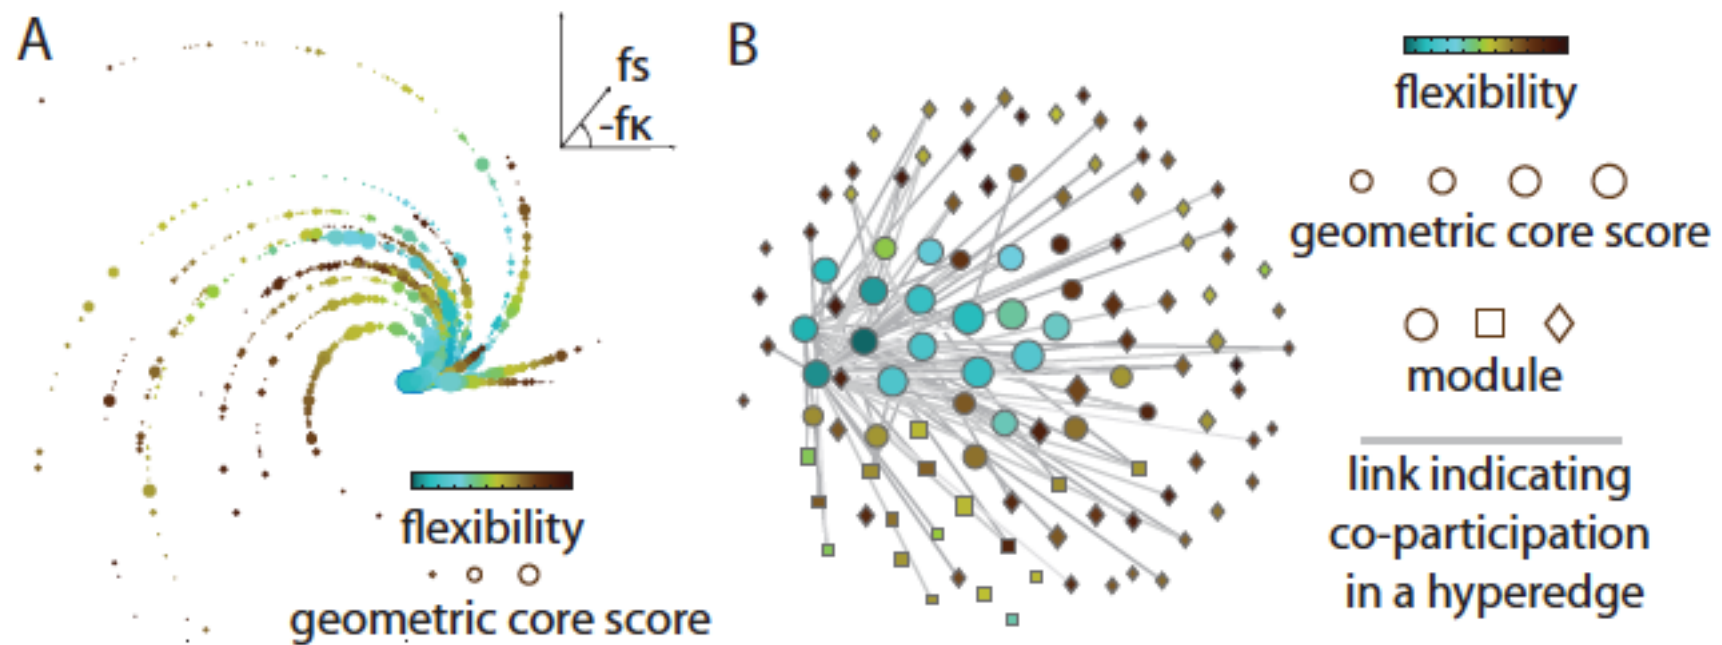 A
fs
-fκ
flexibility
geometric core score
B
flexibility
geometric core score
module
link indicating
co-participation
in a hyperedge